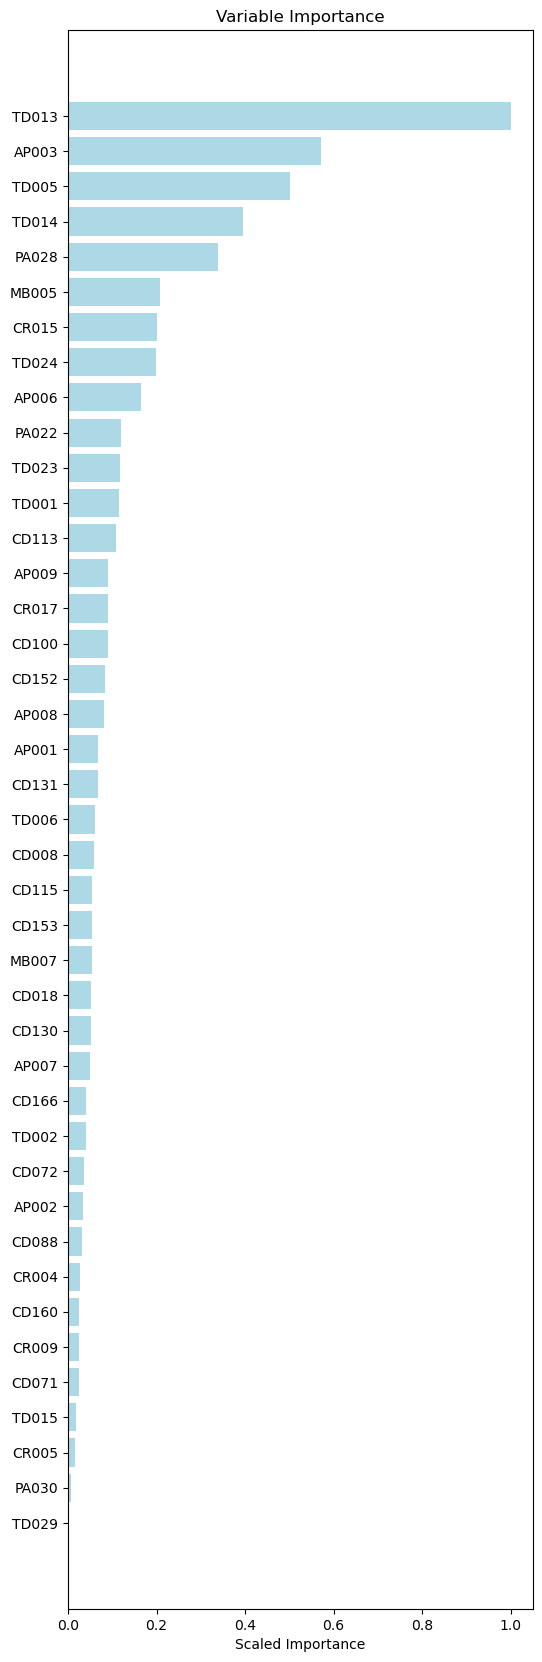 Variable Importance
TD013
AP003
TD005
TD014
PA028
MB005
CR015
TD024
AP006
PA022
TD023
TD001
CD113
AP009
CR017
CD100
CD152
AP008
AP001
CD131
TD006
CD008
CD115
CD153
MB007
CD018
CD130
AP007
CD166
TD002
CD072
AP002
CD088
CR004
CD160
CR009
CD071
TD015
CR005
PA030
TD029
0.0 0.2 0.4 0.6 0.8 1.0
Scaled Importance